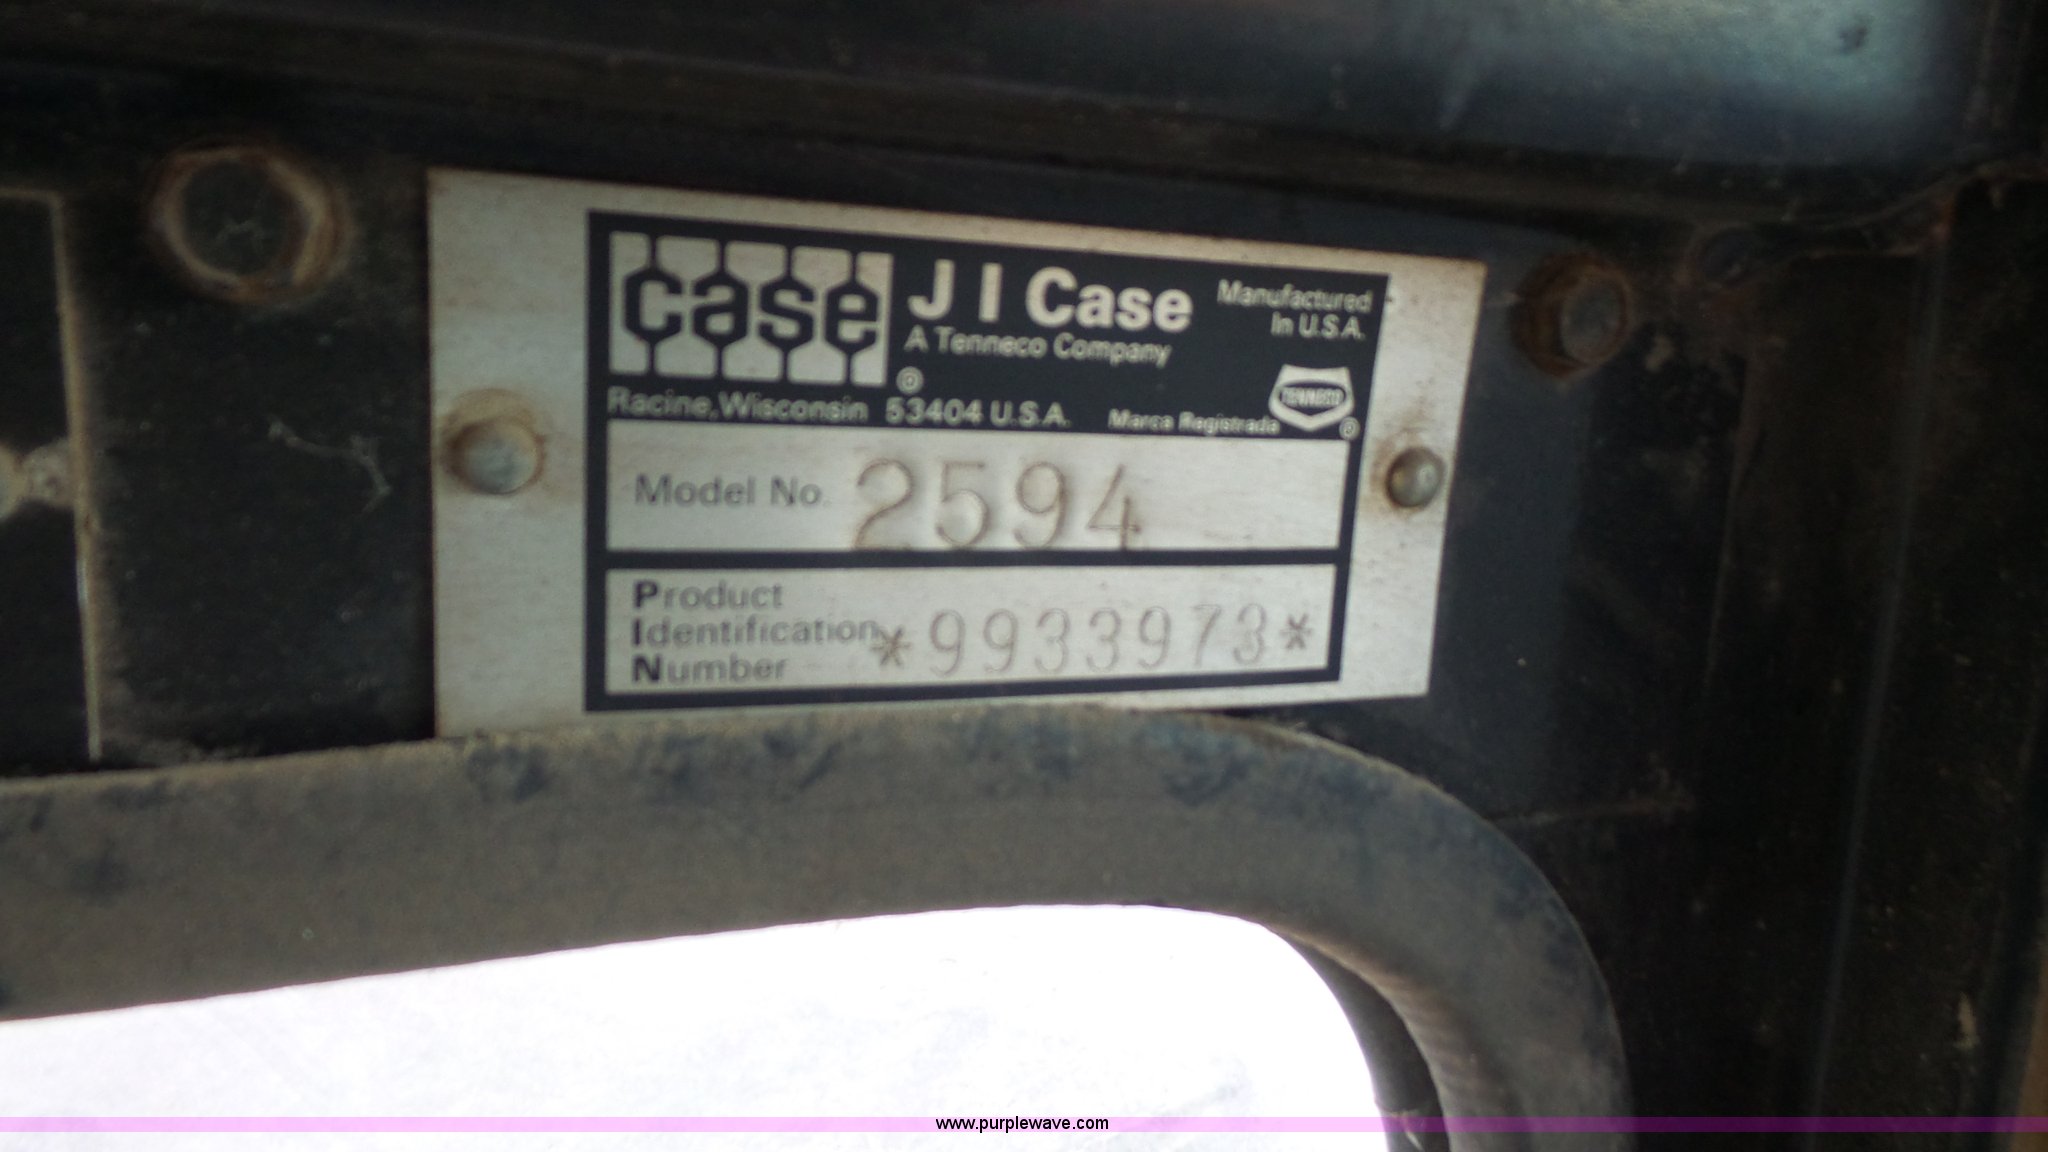 case
J I Case
Manufactured
In U.S.A.
A Tenneco Company
®
TENNECO
Racine, Wisconsin 53404 U.S.A.
Marca Registrada
®
Model No. 2594
Product
Identification
Number
*9933973*
www.purplewave.com